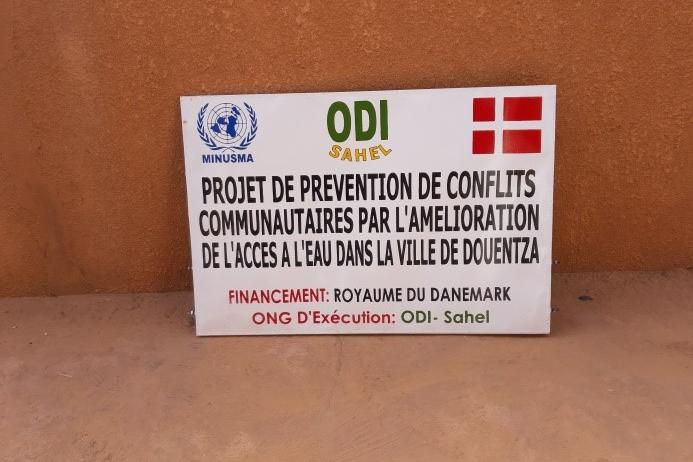 MINUSMA
ODI
SAHEL
PROJET DE PREVENTION DE CONFLITS
COMMUNAUTAIRES PAR L'AMELIORATION
DE L'ACCES A L'EAU DANS LA VILLE DE DOUENTZA
FINANCEMENT: ROYAUME DU DANEMARK
ONG D'Exécution: ODI- Sahel